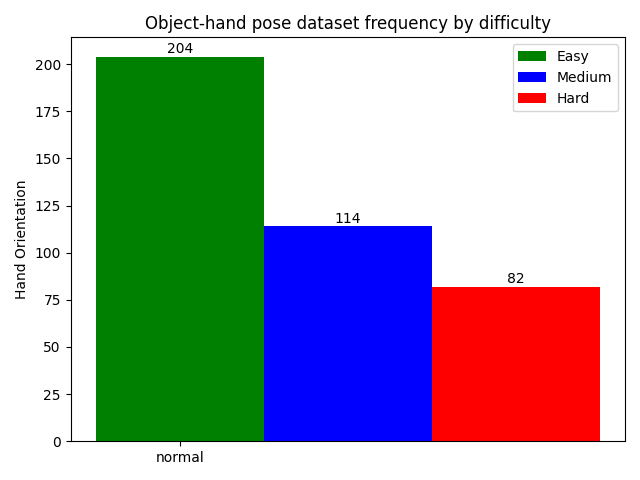 Object-hand pose dataset frequency by difficulty
204
Easy
Medium
Hard
114
82
Hand Orientation
200
175
150
125
100
75
50
25
0
normal